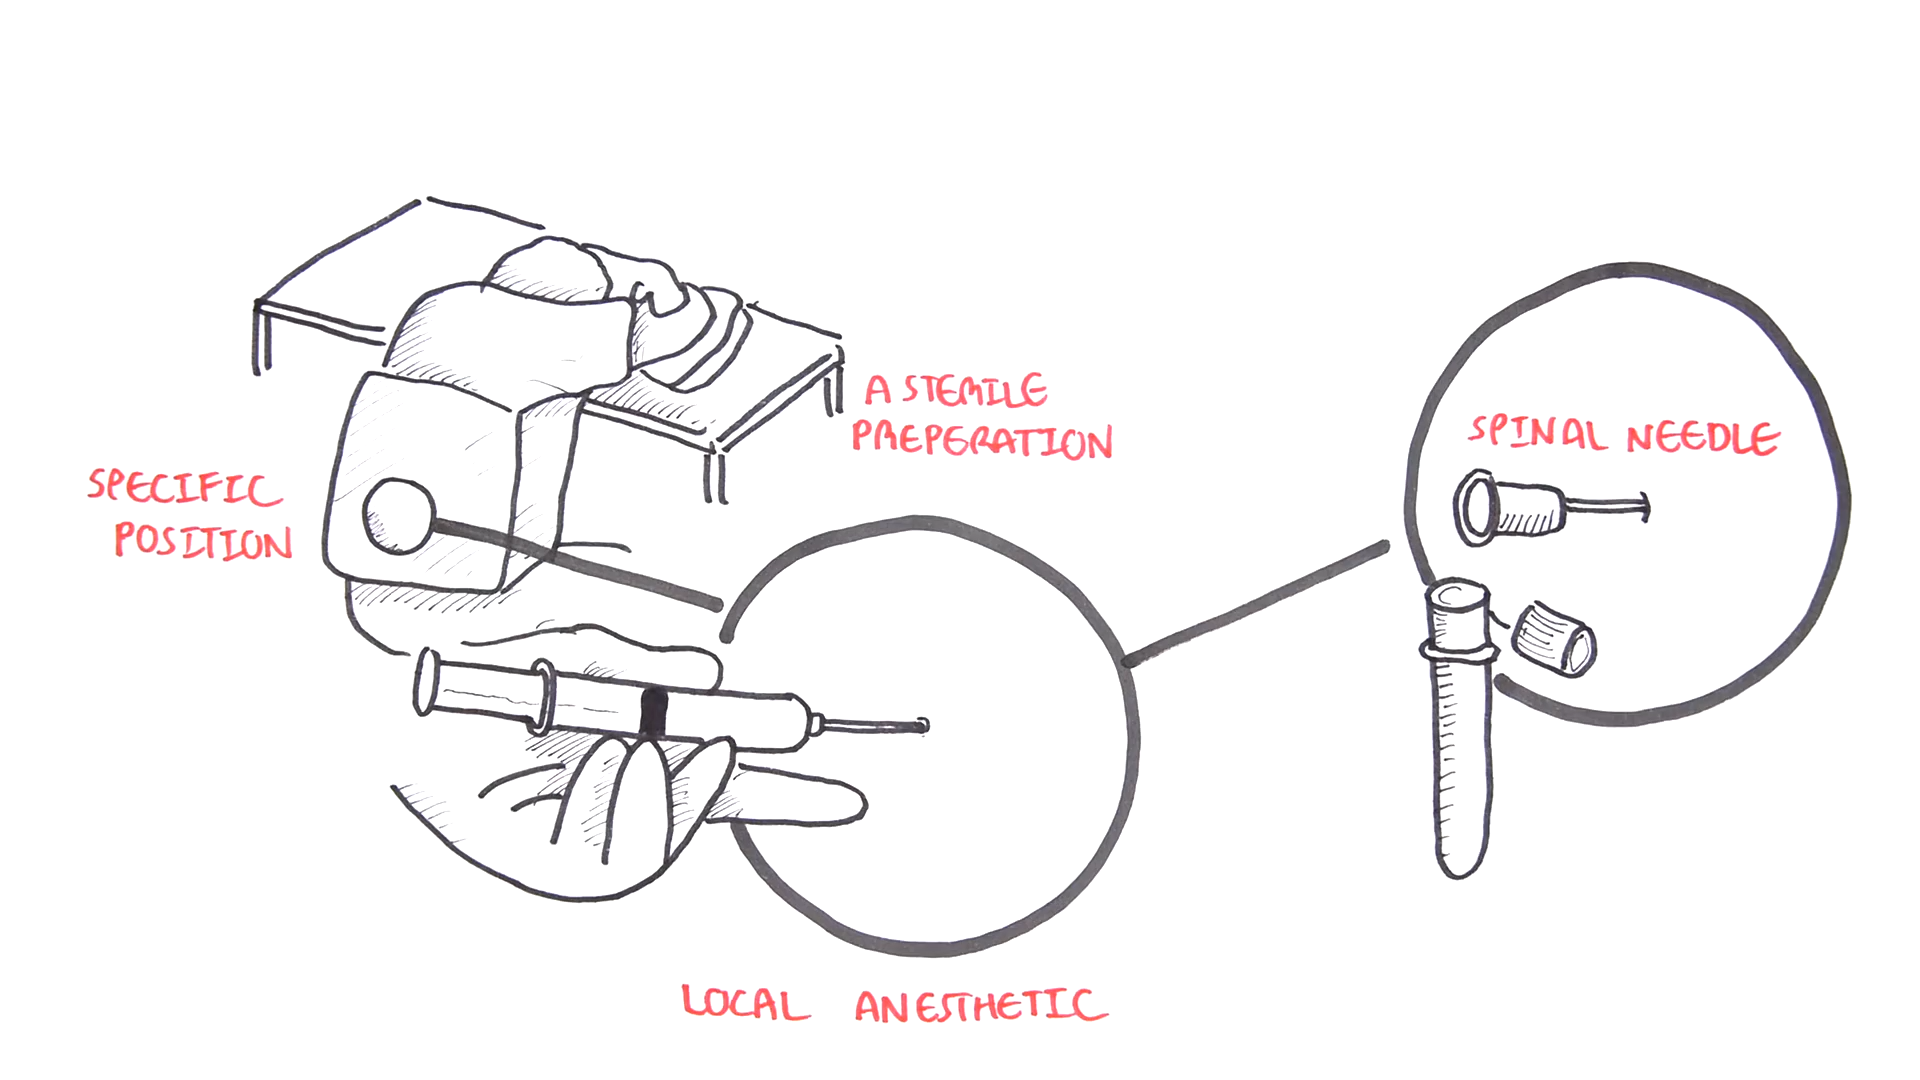 SPECIFIC
POSITION
A STERILE
PREPERATION
LOCAL ANESTHETIC
SPINAL NEEDLE